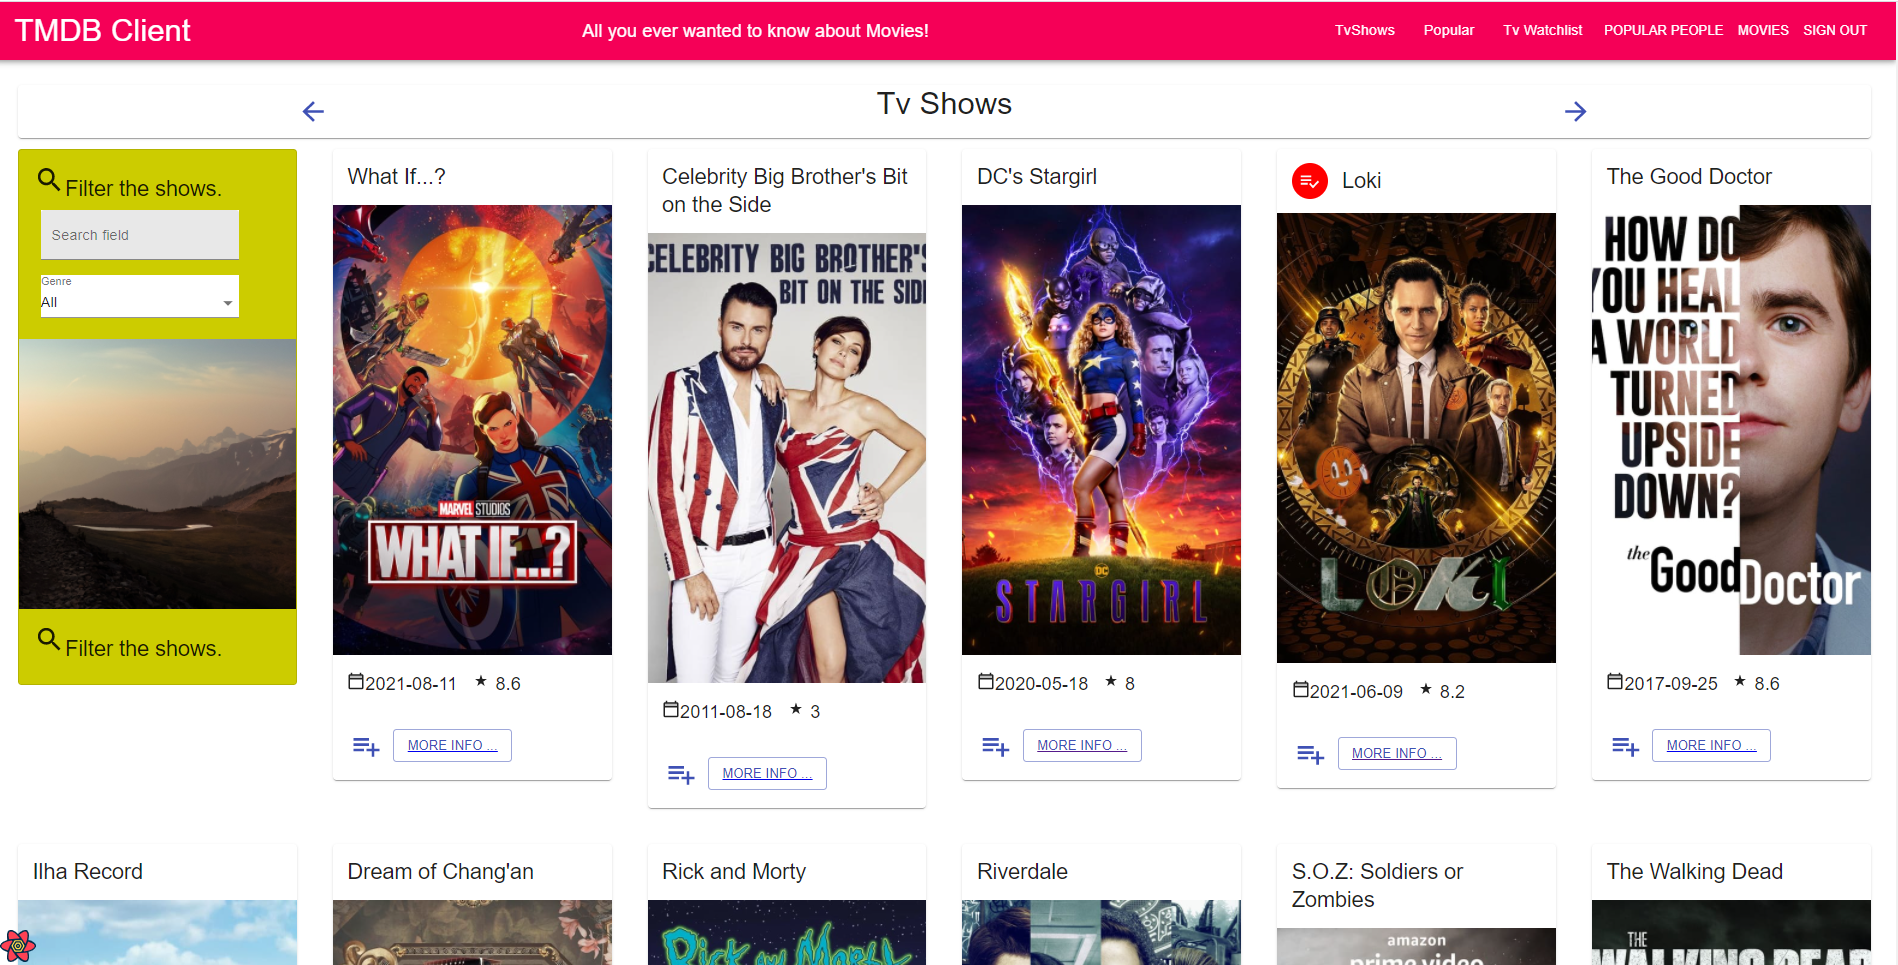 TMDB Client
All you ever wanted to know about Movies!
TvShows
Popular
Tv Watchlist
POPULAR PEOPLE
MOVIES
SIGN OUT
Tv Shows
Filter the shows.
Search field
Genre
All
Filter the shows.
What If...?
MARVEL STUDIOS
WHAT IF...?
2021-08-11 ★ 8.6
MORE INFO ...
Celebrity Big Brother's Bit
on the Side
CELEBRITY BIG BROTHER'S
BIT ON THE SIDE
2011-08-18 ★ 3
MORE INFO ...
DC's Stargirl
DC
STARGIRL
2020-05-18 ★ 8
MORE INFO ...
Loki
LOKI
2021-06-09 ★ 8.2
MORE INFO ...
The Good Doctor
HOW DO
YOU HEAL
A WORLD
TURNED
UPSIDE
DOWN?
the Good Doctor
2017-09-25 ★ 8.6
MORE INFO ...
Ilha Record
Dream of Chang'an
Rick and Morty
Rick and Morty
Riverdale
S.O.Z: Soldiers or
Zombies
amazon
prime video
The Walking Dead
THE
WALKING DEAD